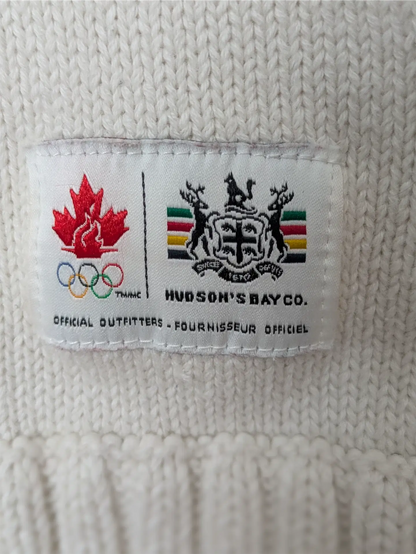 TM/MC
SINCE 1670 DEPUIS
HUDSON'S BAY CO.
OFFICIAL OUTFITTERS - FOURNISSEUR OFFICIEL